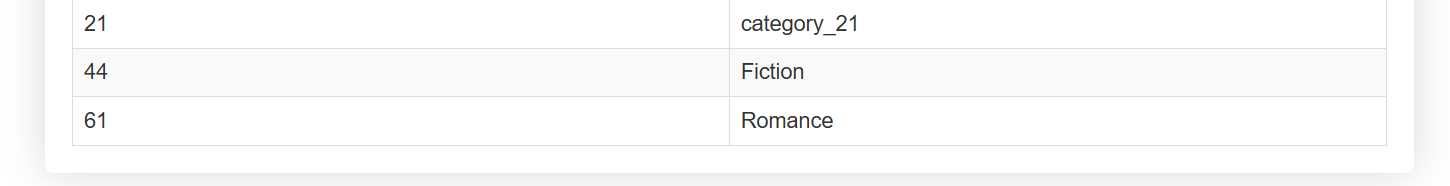 21 category_21
44 Fiction
61 Romance